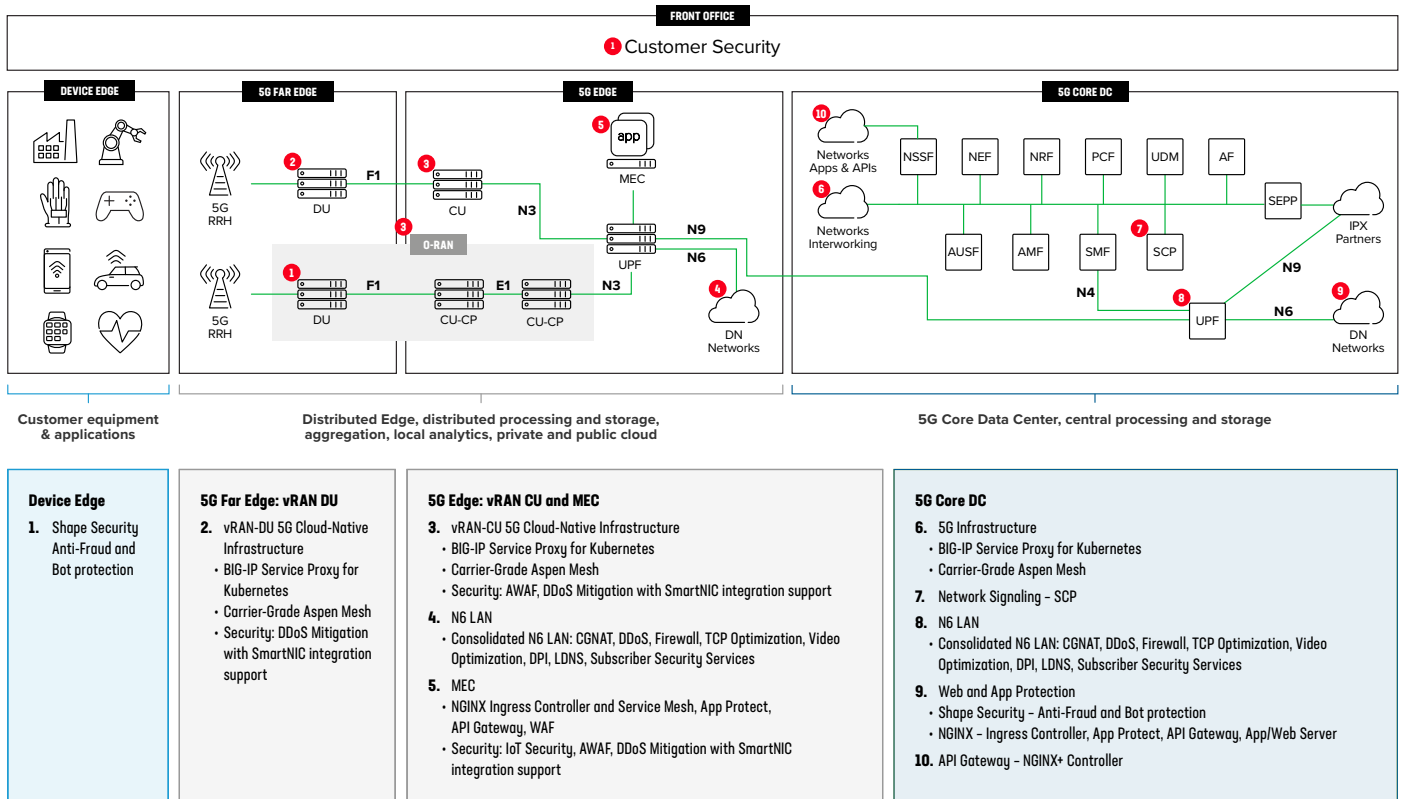 FRONT OFFICE
1 Customer Security
DEVICE EDGE
5G FAR EDGE
5G
RRH
2
DU
F1
5G
RRH
1
DU
F1
5G EDGE
3
CU
N3
5
app
MEC
3
O-RAN
CU-CP
E1
CU-CP
N3
UPF
N9
N6
4
DN
Networks
5G CORE DC
10
Networks
Apps & APIs
6
Networks
Interworking
NSSF
NEF
NRF
PCF
UDM
AF
SEPP
IPX
Partners
AUSF
AMF
SMF
7
SCP
N9
N4
8
UPF
N6
9
DN
Networks
Customer equipment
& applications
Distributed Edge, distributed processing and storage,
aggregation, local analytics, private and public cloud
5G Core Data Center, central processing and storage
Device Edge
1. Shape Security
Anti-Fraud and
Bot protection
5G Far Edge: vRAN DU
2. vRAN-DU 5G Cloud-Native
Infrastructure
• BIG-IP Service Proxy for
Kubernetes
• Carrier-Grade Aspen Mesh
• Security: DDoS Mitigation
with SmartNIC integration
support
5G Edge: vRAN CU and MEC
3. vRAN-CU 5G Cloud-Native Infrastructure
• BIG-IP Service Proxy for Kubernetes
• Carrier-Grade Aspen Mesh
• Security: AWAF, DDoS Mitigation with SmartNIC integration support
4. N6 LAN
• Consolidated N6 LAN: CGNAT, DDoS, Firewall, TCP Optimization, Video
Optimization, DPI, LDNS, Subscriber Security Services
5. MEC
• NGINX Ingress Controller and Service Mesh, App Protect,
API Gateway, WAF
• Security: IoT Security, AWAF, DDoS Mitigation with SmartNIC
integration support
5G Core DC
6. 5G Infrastructure
• BIG-IP Service Proxy for Kubernetes
• Carrier-Grade Aspen Mesh
7. Network Signaling – SCP
8. N6 LAN
• Consolidated N6 LAN: CGNAT, DDoS, Firewall, TCP Optimization, Video
Optimization, DPI, LDNS, Subscriber Security Services
9. Web and App Protection
• Shape Security – Anti-Fraud and Bot protection
• NGINX – Ingress Controller, App Protect, API Gateway, App/Web Server
10. API Gateway – NGINX+ Controller